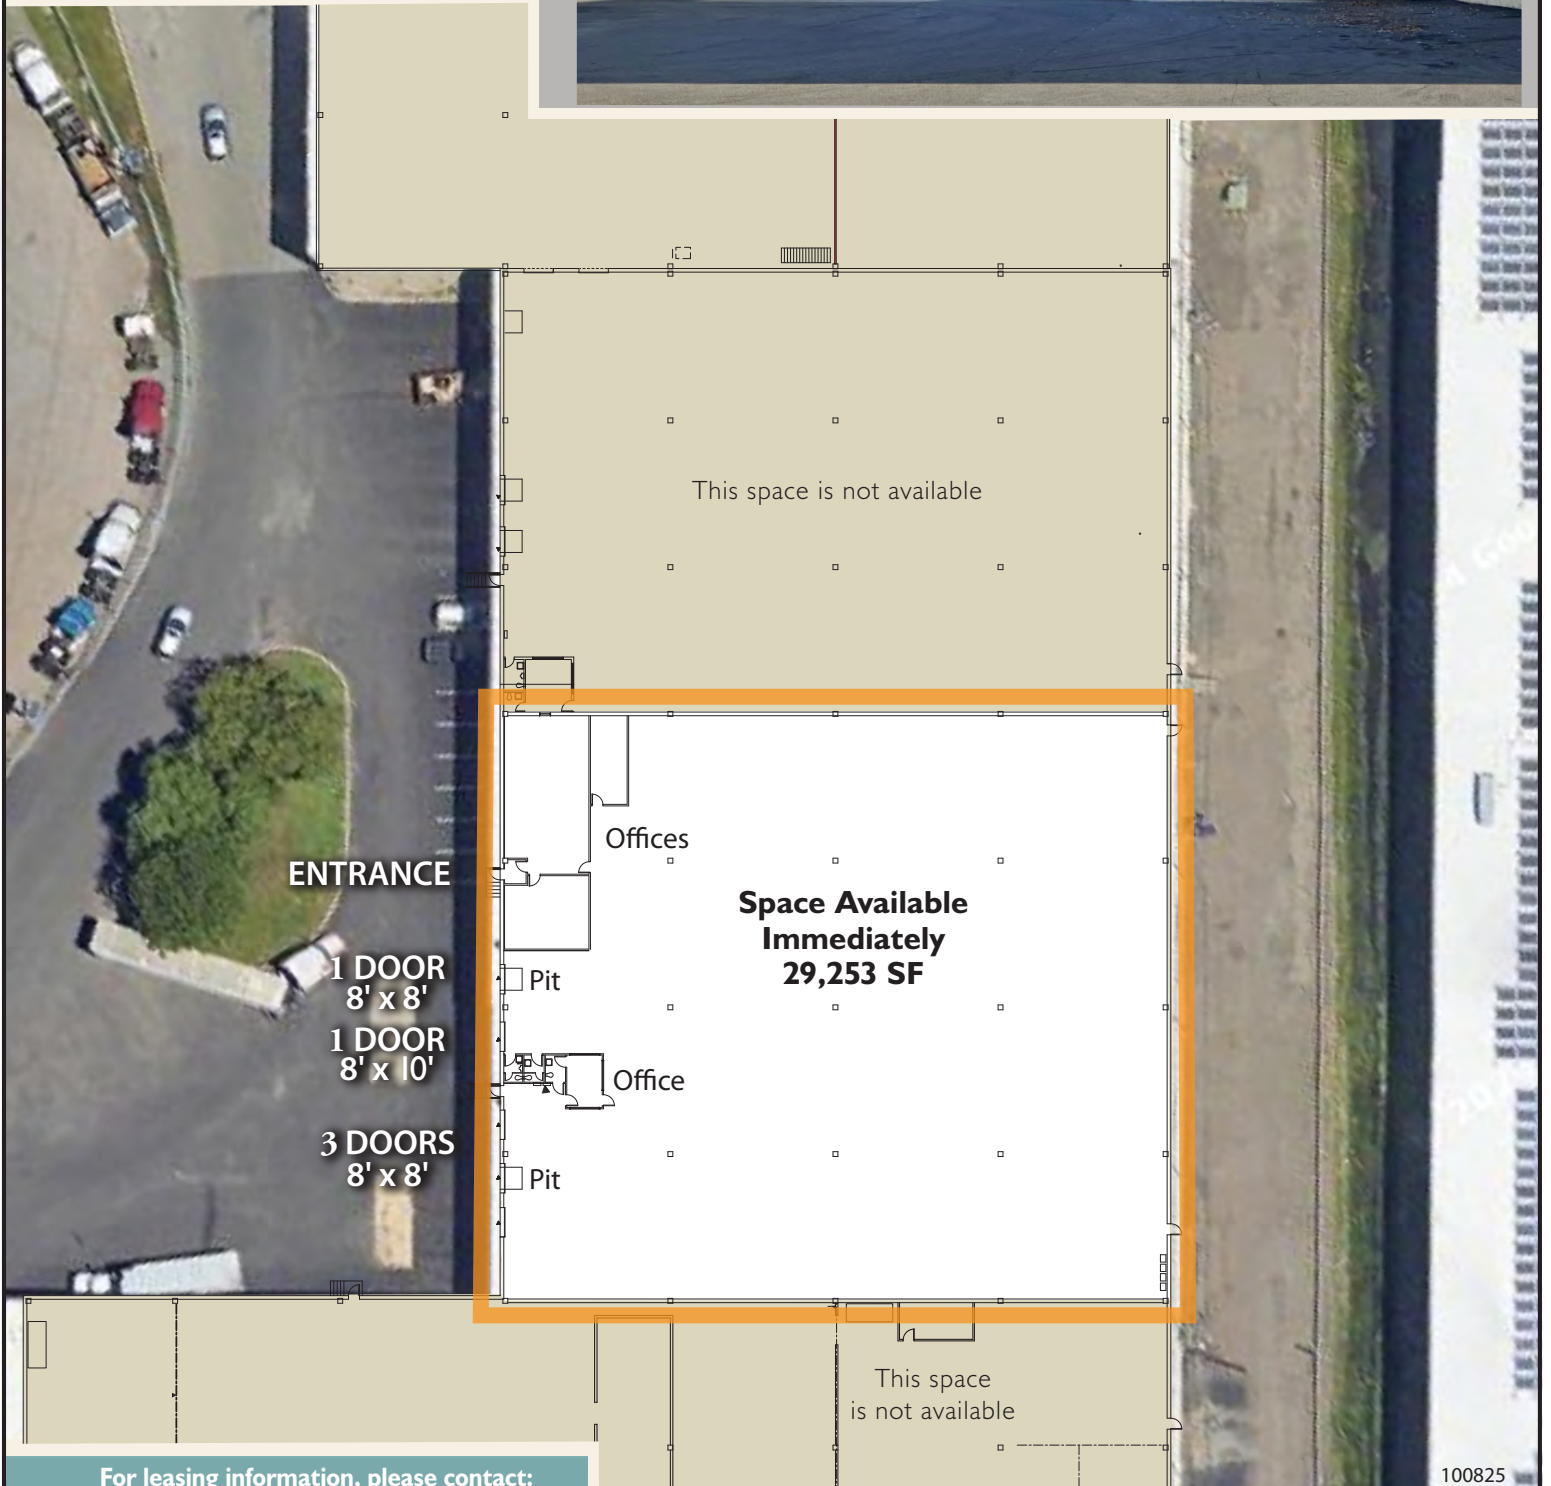 This space is not available
Offices
ENTRANCE
Space Available
Immediately
29,253 SF
1 DOOR
8' x 8'
Pit
1 DOOR
8' x 10'
Office
3 DOORS
8' x 8'
Pit
This space
is not available
For leasing information, please contact:
100825